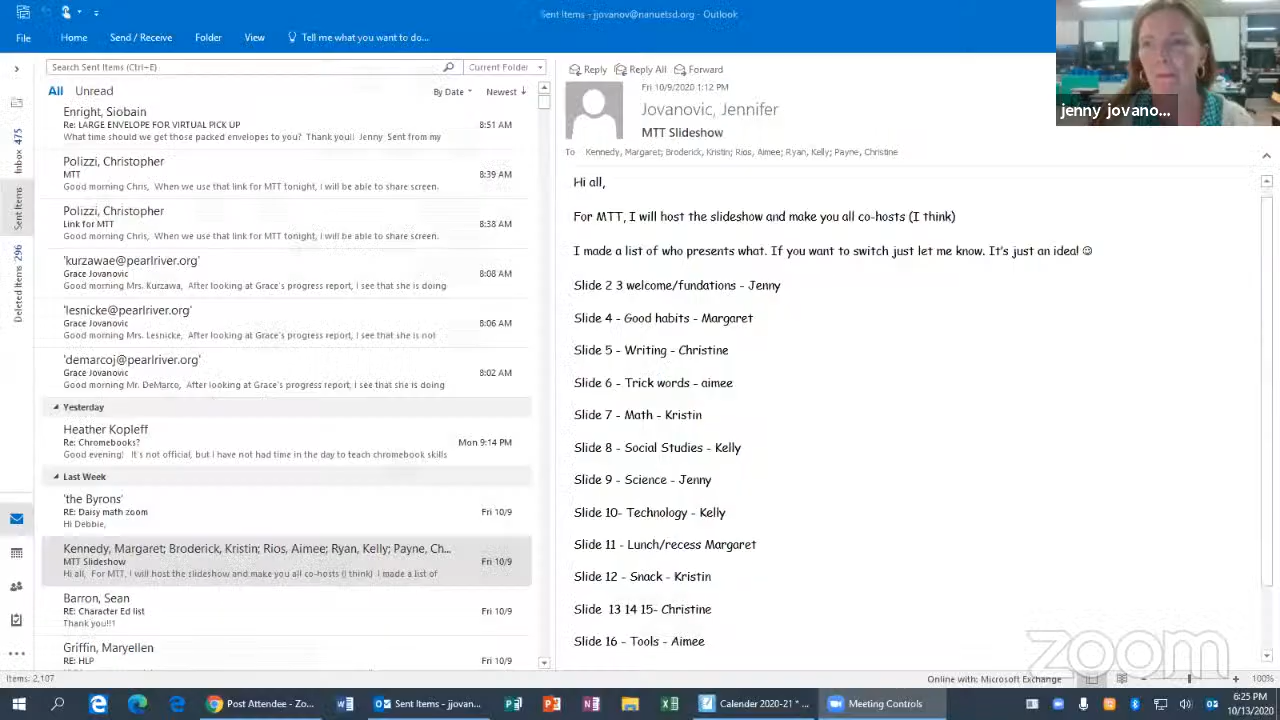 Sent Items - jjovanov@nanuetsd.org - Outlook
File Home Send / Receive Folder View Tell me what you want to do...
Search Sent Items (Ctrl+E) Current Folder
All Unread By Date Newest
Enright, Siobain
Re: LARGE ENVELOPE FOR VIRTUAL PICK UP 8:51 AM
What time should we get those packed envelopes to you? Thank you! Jenny Sent from my
Polizzi, Christopher
MTT 8:39 AM
Good morning Chris, When we use that link for MTT tonight, I will be able to share screen.
Polizzi, Christopher
Link for MTT 8:38 AM
Good morning Chris, When we use that link for MTT tonight, I will be able to share screen.
'kurzawae@pearlriver.org'
Grace Jovanovic 8:08 AM
Good morning Mrs. Kurzawa, After looking at Grace's progress report, I see that she is doing
'lesnicke@pearlriver.org'
Grace Jovanovic 8:06 AM
Good morning Mrs. Lesnicke, After looking at Grace's progress report, I see that she is not
'demarcoj@pearlriver.org'
Grace Jovanovic 8:02 AM
Good morning Mr. DeMarco, After looking at Grace's progress report, I see that she is doing
Yesterday
Heather Kopleff
Re: Chromebooks? Mon 9:14 PM
Good evening! It's not official, but i have not had time in the day to teach chromebook skills
Last Week
'the Byrons'
RE: Daisy math zoom Fri 10/9
Hi Debbie,
Kennedy, Margaret; Broderick, Kristin; Rios, Aimee; Ryan, Kelly; Payne, Ch...
MTT Slideshow Fri 10/9
Hi all, For MTT, I will host the slideshow and make you all co-hosts (I think) I made a list of
Barron, Sean
RE: Character Ed list Fri 10/9
Thank you!!!
Griffin, Maryellen
RE: HLP Fri 10/9
Inbox 475
Sent Items
Deleted Items 296
Reply Reply All Forward
Fri 10/9/2020 1:12 PM
Jovanovic, Jennifer
MTT Slideshow
To Kennedy, Margaret; Broderick, Kristin; Rios, Aimee; Ryan, Kelly; Payne, Christine
Hi all,
For MTT, I will host the slideshow and make you all co-hosts (I think)
I made a list of who presents what. If you want to switch just let me know. It's just an idea! ☺
Slide 2 3 welcome/fundations - Jenny
Slide 4 - Good habits - Margaret
Slide 5 - Writing - Christine
Slide 6 - Trick words - aimee
Slide 7 - Math - Kristin
Slide 8 - Social Studies - Kelly
Slide 9 - Science - Jenny
Slide 10- Technology - Kelly
Slide 11 - Lunch/recess Margaret
Slide 12 - Snack - Kristin
Slide 13 14 15- Christine
Slide 16 - Tools - Aimee
jenny jovano...
zoom
Items: 2,107 Online with: Microsoft Exchange 100%
Post Attendee - Zo... Sent Items - jjovan... Calendar 2020-21 * ... Meeting Controls
6:25 PM
10/13/2020